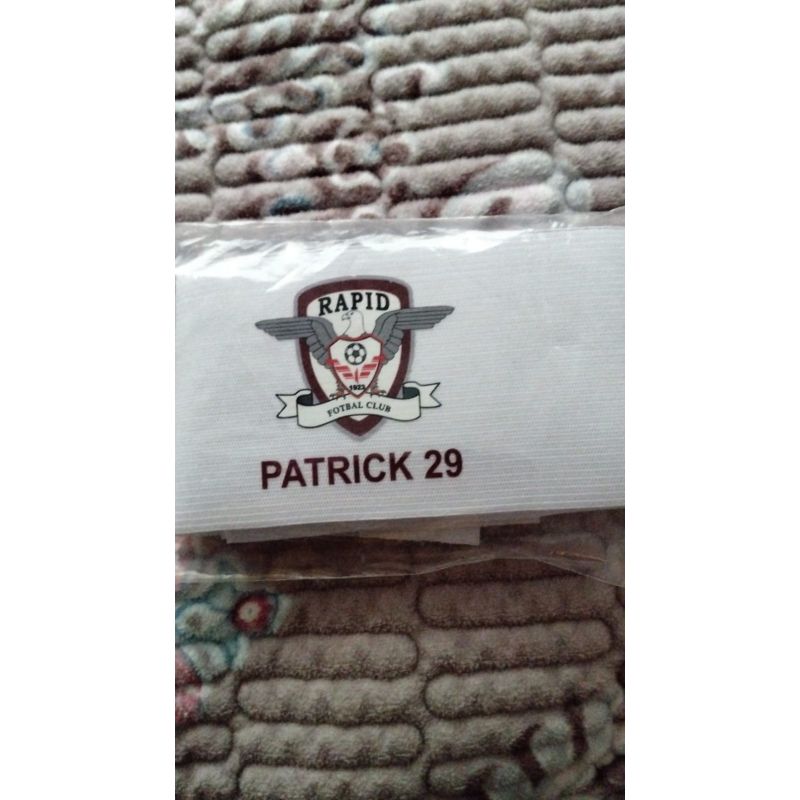 RAPID
1923
FOTBAL CLUB
PATRICK 29